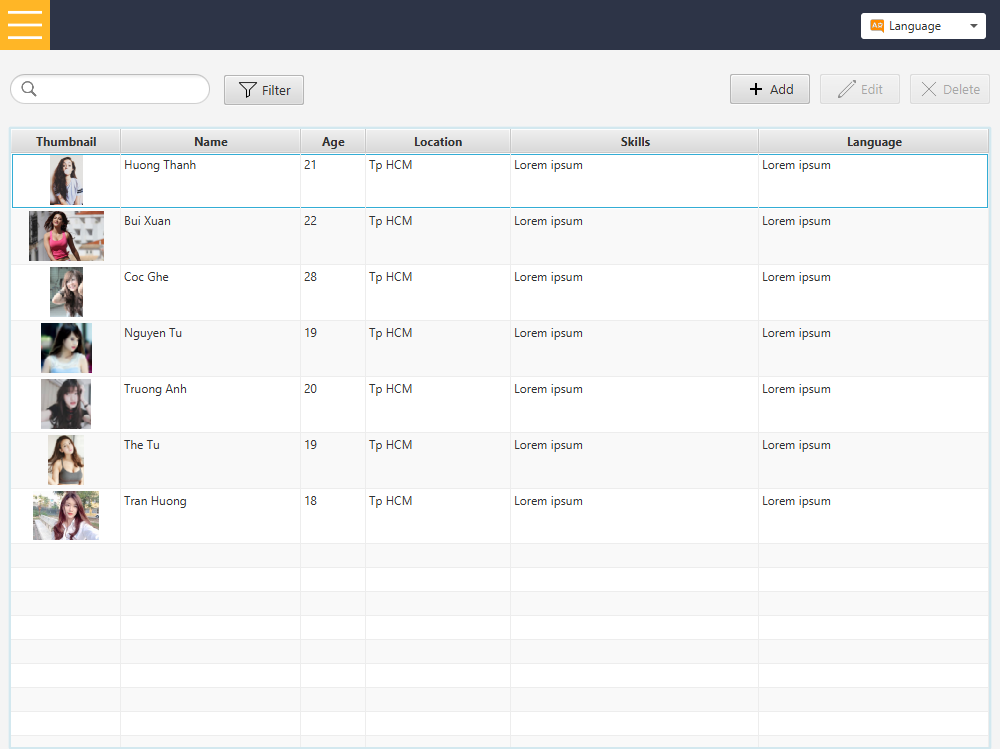 Language
Filter
Add
Edit
Delete
Thumbnail Name Age Location Skills Language
Huong Thanh 21 Tp HCM Lorem ipsum Lorem ipsum
Bui Xuan 22 Tp HCM Lorem ipsum Lorem ipsum
Coc Ghe 28 Tp HCM Lorem ipsum Lorem ipsum
Nguyen Tu 19 Tp HCM Lorem ipsum Lorem ipsum
Truong Anh 20 Tp HCM Lorem ipsum Lorem ipsum
The Tu 19 Tp HCM Lorem ipsum Lorem ipsum
Tran Huong 18 Tp HCM Lorem ipsum Lorem ipsum